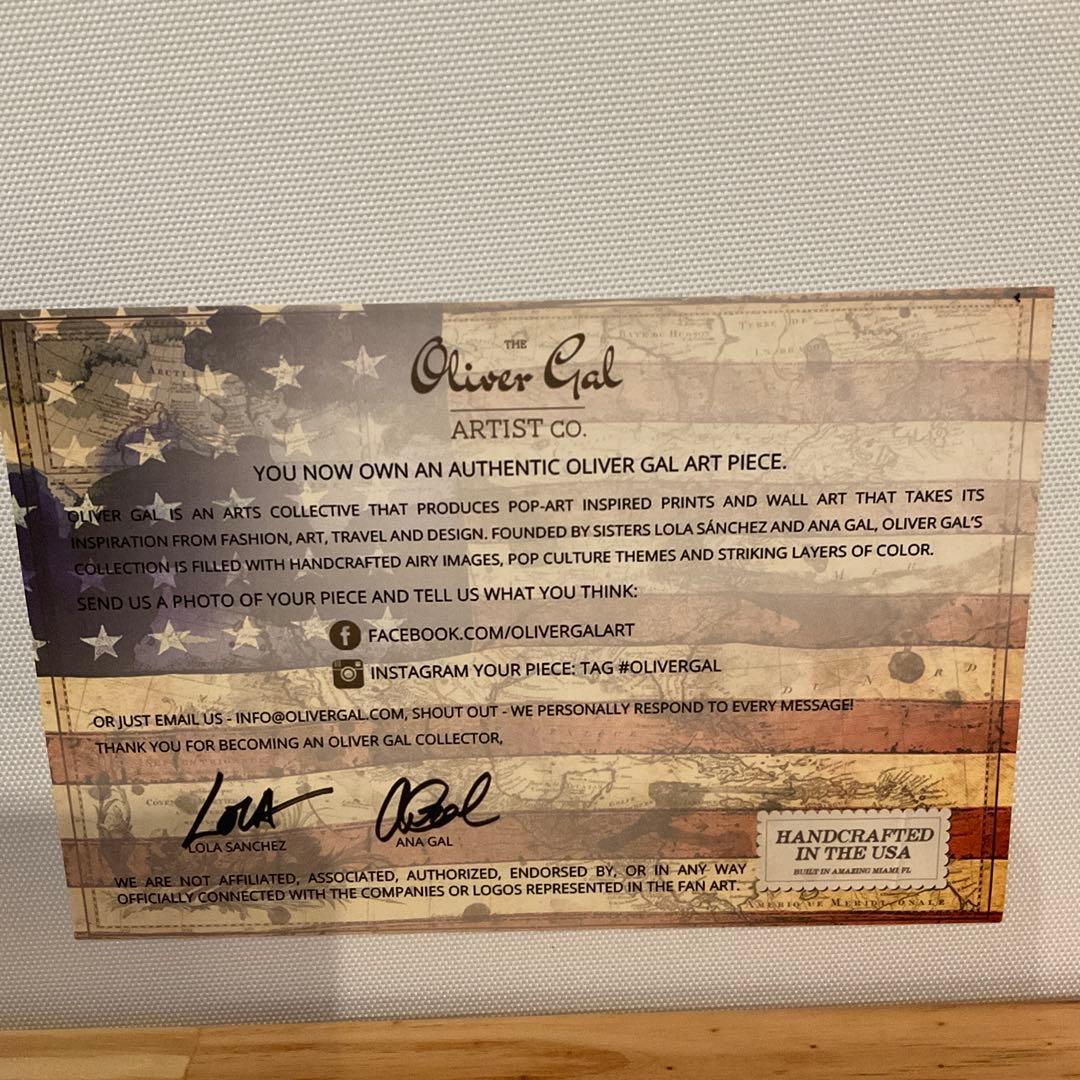 THE
Oliver Gal
ARTIST CO.
YOU NOW OWN AN AUTHENTIC OLIVER GAL ART PIECE.
OLIVER GAL IS AN ARTS COLLECTIVE THAT PRODUCES POP-ART INSPIRED PRINTS AND WALL ART THAT TAKES ITS
INSPIRATION FROM FASHION, ART, TRAVEL AND DESIGN. FOUNDED BY SISTERS LOLA SÁNCHEZ AND ANA GAL, OLIVER GAL'S
COLLECTION IS FILLED WITH HANDCRAFTED AIRY IMAGES, POP CULTURE THEMES AND STRIKING LAYERS OF COLOR.
SEND US A PHOTO OF YOUR PIECE AND TELL US WHAT YOU THINK:
FACEBOOK.COM/OLIVERGALART
INSTAGRAM YOUR PIECE: TAG #OLIVERGAL
OR JUST EMAIL US - INFO@OLIVERGAL.COM, SHOUT OUT - WE PERSONALLY RESPOND TO EVERY MESSAGE!
THANK YOU FOR BECOMING AN OLIVER GAL COLLECTOR,
LOLA
LOLA SANCHEZ
ANA GAL
HANDCRAFTED
IN THE USA
BUILT IN AMAZING MIAMI, FL
WE ARE NOT AFFILIATED, ASSOCIATED, AUTHORIZED, ENDORSED BY, OR IN ANY WAY
OFFICIALLY CONNECTED WITH THE COMPANIES OR LOGOS REPRESENTED IN THE FAN ART.